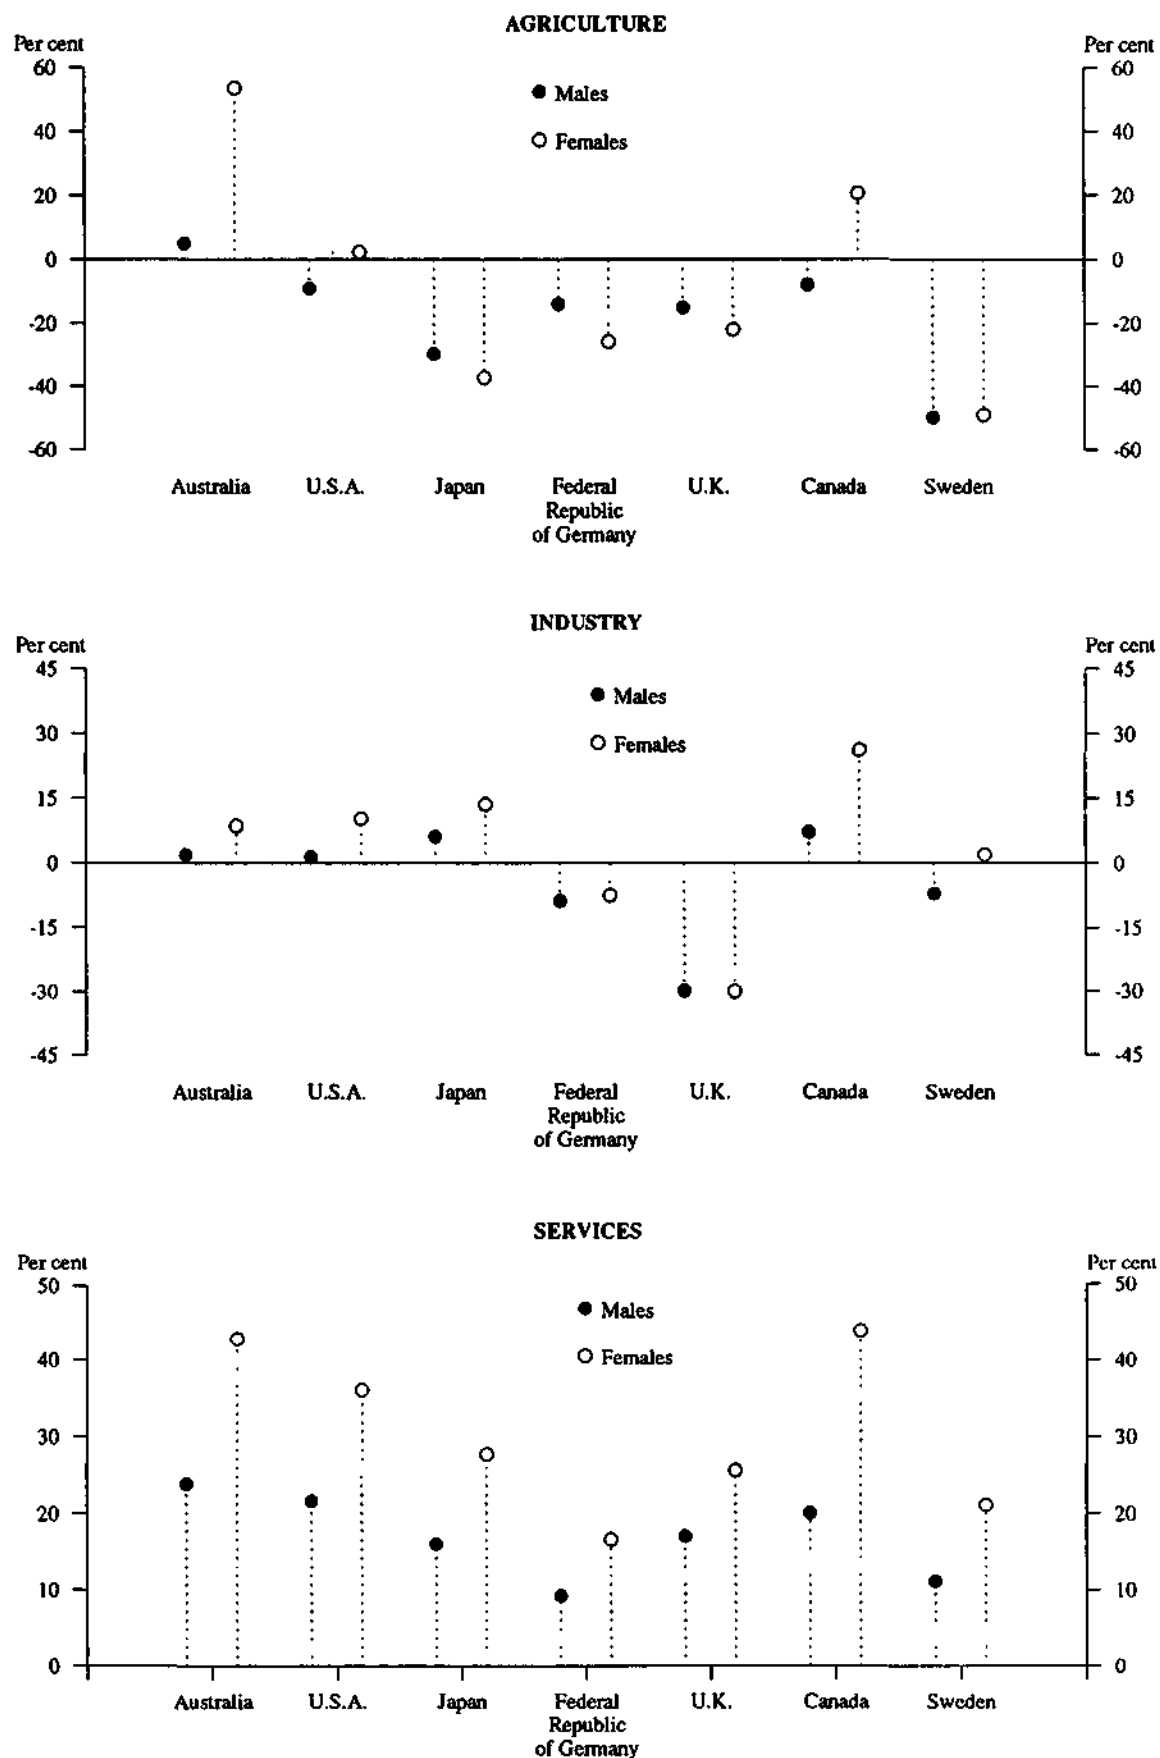 AGRICULTURE
Per cent Per cent
60 60
Males
40 Females 40
20 20
0 0
-20 -20
-40 -40
-60 -60
Australia U.S.A. Japan Federal U.K. Canada Sweden
Republic
of Germany
INDUSTRY
Per cent Per cent
45 45
Males
30 Females 30
15 15
0 0
-15 -15
-30 -30
-45 -45
Australia U.S.A. Japan Federal U.K. Canada Sweden
Republic
of Germany
SERVICES
Per cent Per cent
50 50
Males
40 Females 40
30 30
20 20
10 10
0 0
Australia U.S.A. Japan Federal U.K. Canada Sweden
Republic
of Germany